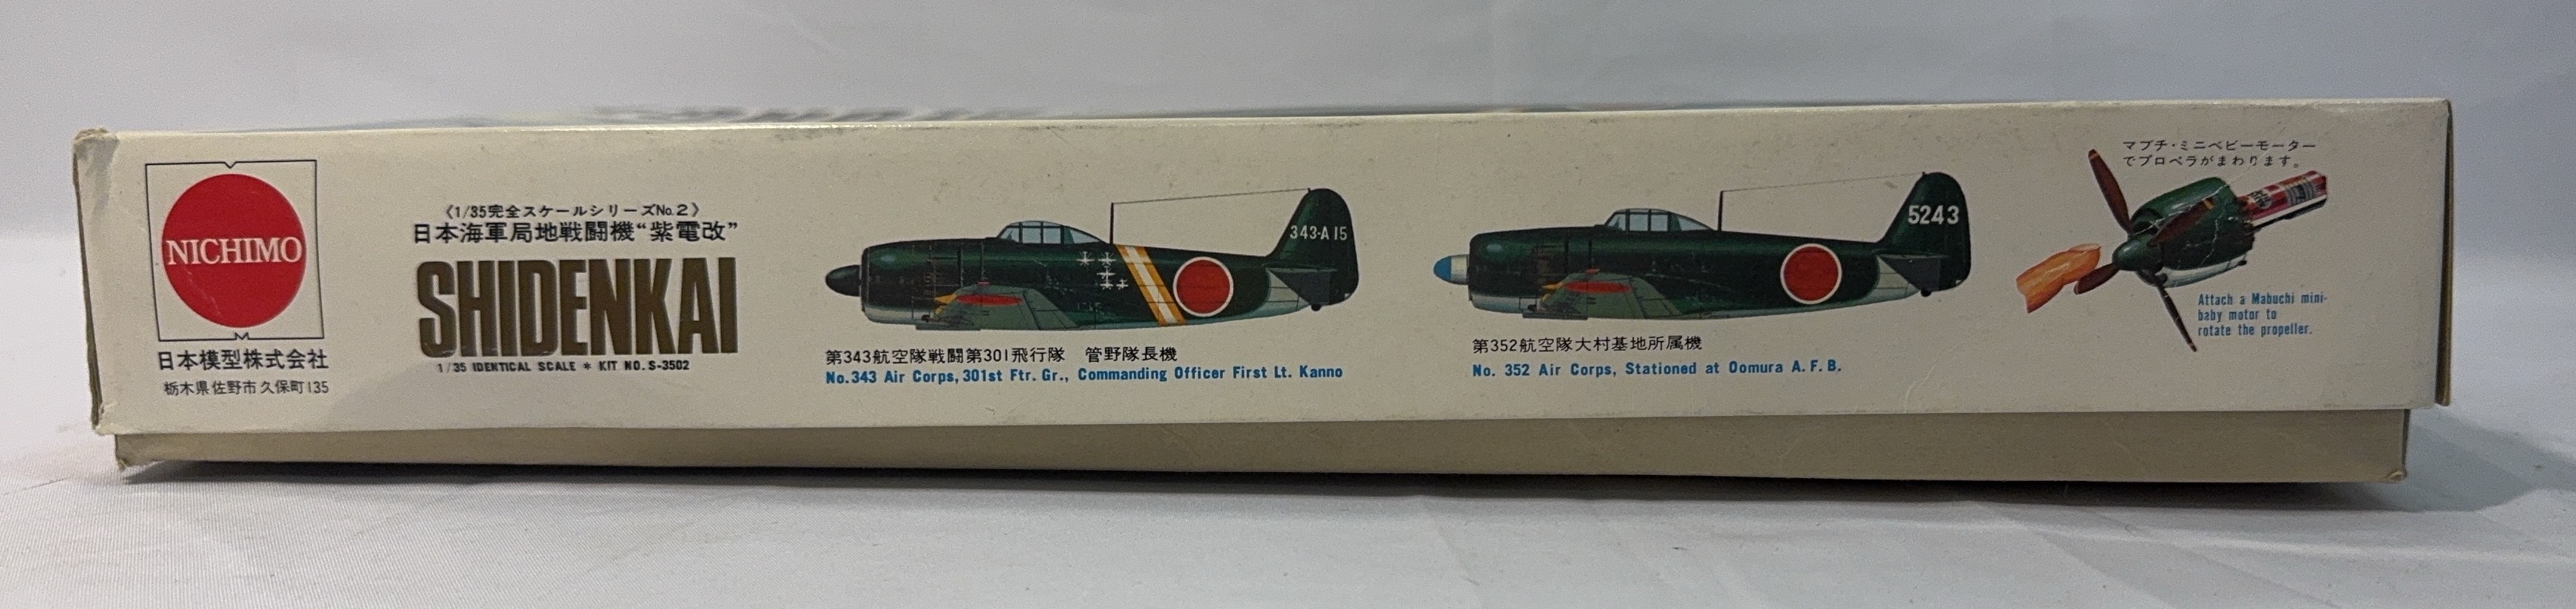 NICHIMO
日本模型株式会社
栃木県佐野市久保町135
《1/35完全スケールシリーズNo.2》
日本海軍局地戦闘機“紫電改”
SHIDENKAI
1/35 IDENTICAL SCALE * KIT NO. S-3502
343-A15
第343航空隊戦闘第301飛行隊 管野隊長機
No.343 Air Corps, 301st Ftr. Gr., Commanding Officer First Lt. Kanno
5243
第352航空隊大村基地所属機
No. 352 Air Corps, Stationed at Oomura A.F.B.
マブチ・ミニベビーモーター
でプロペラがまわります。
Attach a Mabuchi mini-
baby motor to
rotate the propeller.